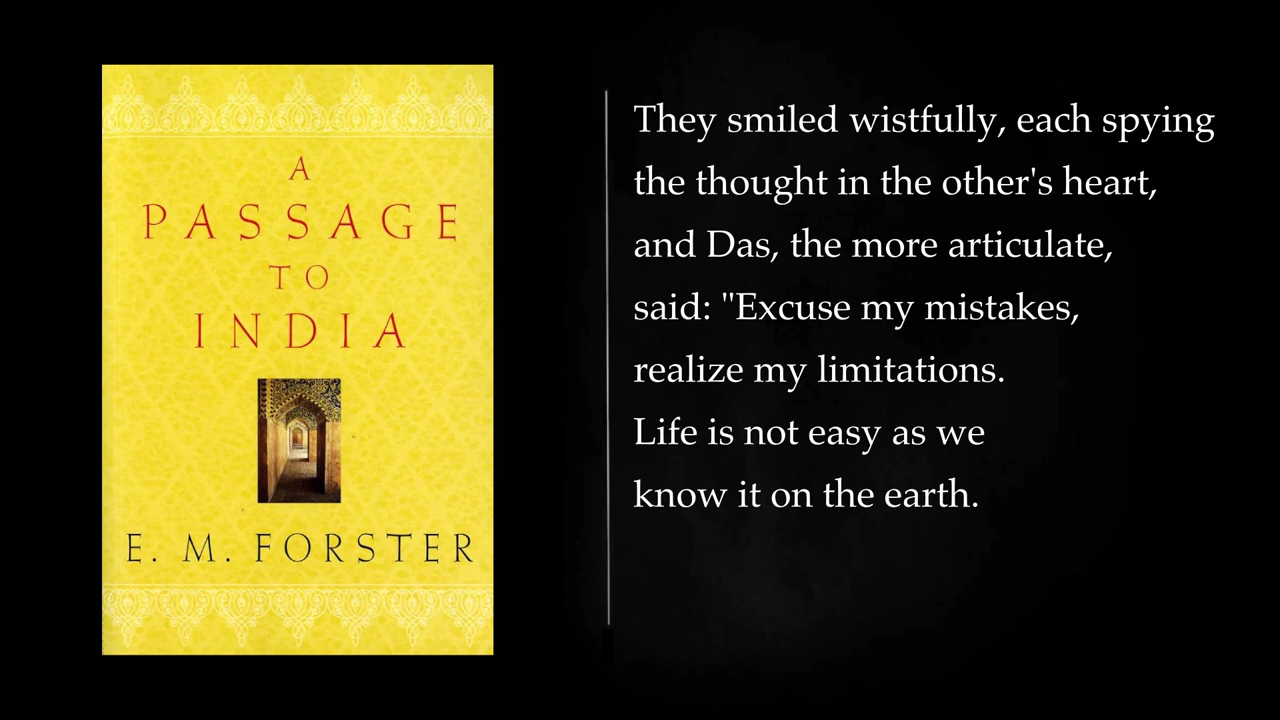 A
PASSAGE
TO
INDIA
E. M. FORSTER
They smiled wistfully, each spying
the thought in the other's heart,
and Das, the more articulate,
said: "Excuse my mistakes,
realize my limitations.
Life is not easy as we
know it on the earth.